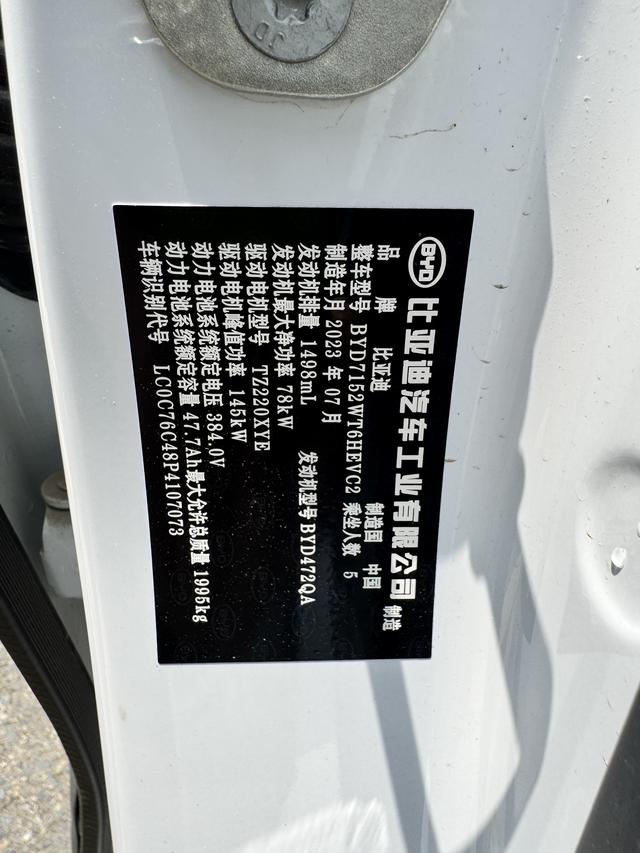 JD
BYD 比亚迪汽车工业有限公司 制造
品 牌 比亚迪 制造国 中国
整车型号 BYD7152WT6HEVC2 乘坐人数 5
制造年月 2023 年 07 月
发动机排量 1498mL 发动机型号 BYD472QA
发动机最大净功率 78kW
驱动电机型号 TZ220XYE
驱动电机峰值功率 145kW
动力电池系统额定电压 384.0V
动力电池系统额定容量 47.7Ah 最大允许总质量 1995kg
车辆识别代号 LC0C76C48P4107073